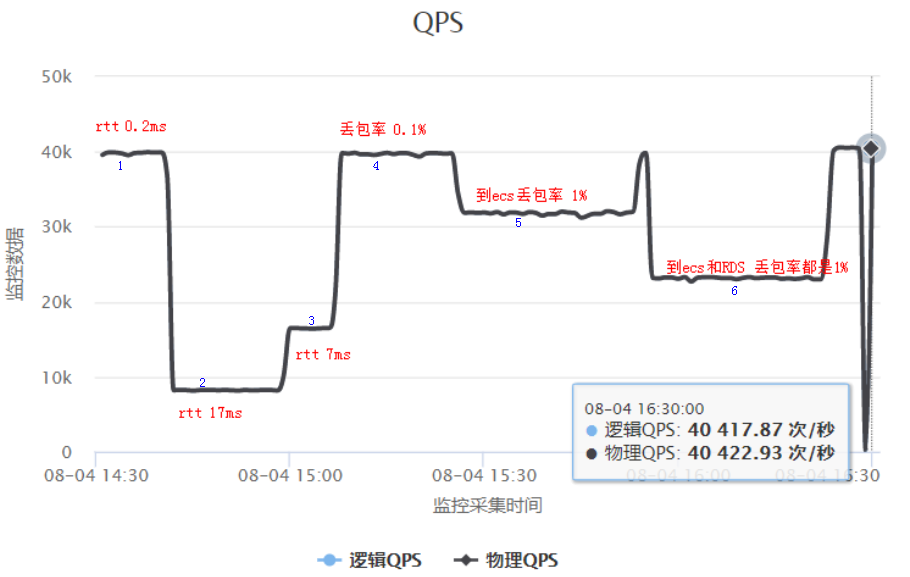 QPS
50k
rtt 0.2ms
丢包率 0.1%
40k
1
4
到ecs丢包率 1%
30k
5
监控数据
到ecs和RDS 丢包率都是1%
20k
6
3
rtt 7ms
10k
2
rtt 17ms
08-04 16:30:00
逻辑QPS: 40 417.87 次/秒
物理QPS: 40 422.93 次/秒
0
08-04 14:30
08-04 15:00
08-04 15:30
08-04 16:00
08-04 16:30
监控采集时间
逻辑QPS
物理QPS